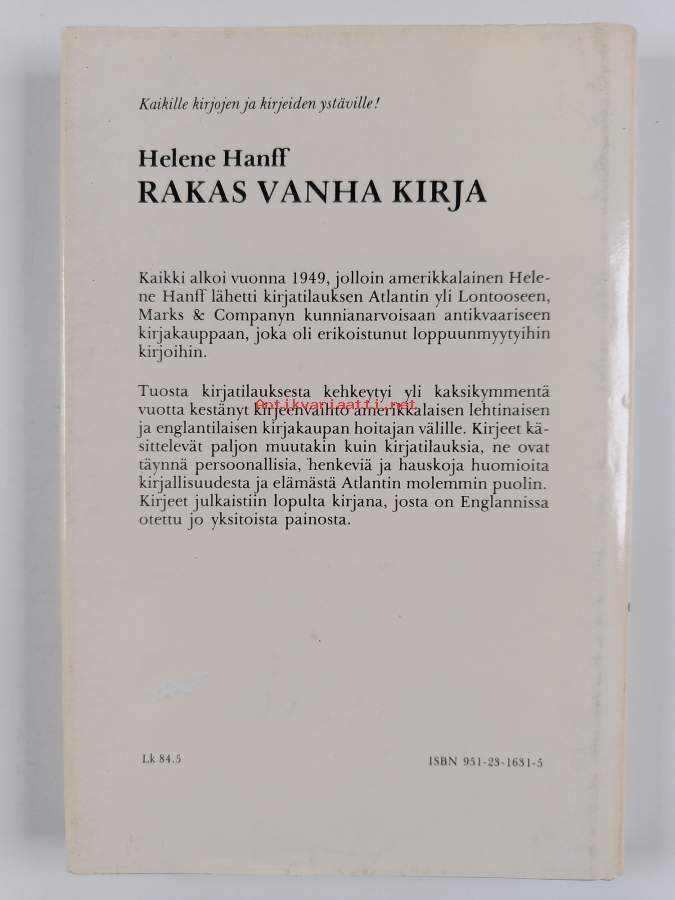 Kaikille kirjojen ja kirjeiden ystäville!
Helene Hanff
RAKAS VANHA KIRJA
Kaikki alkoi vuonna 1949, jolloin amerikkalainen Hele-
ne Hanff lähetti kirjatilauksen Atlantin yli Lontooseen,
Marks & Companyn kunnianarvoisaan antikvaariseen
kirjakauppaan, joka oli erikoistunut loppuunmyytyihin
kirjoihin.
Tuosta kirjatilauksesta kehkeytyi yli kaksikymmentä
vuotta kestänyt kirjeenvaihto amerikkalaisen lehtinaisen
Antikvariaatti.net
ja englantilaisen kirjakaupan hoitajan välille. Kirjeet kä-
sittelevät paljon muutakin kuin kirjatilauksia, ne ovat
täynnä persoonallisia, henkeviä ja hauskoja huomioita
kirjallisuudesta ja elämästä Atlantin molemmin puolin.
Kirjeet julkaistiin lopulta kirjana, josta on Englannissa
otettu jo yksitoista painosta.
Lk 84.5
ISBN 951-23-1631-5